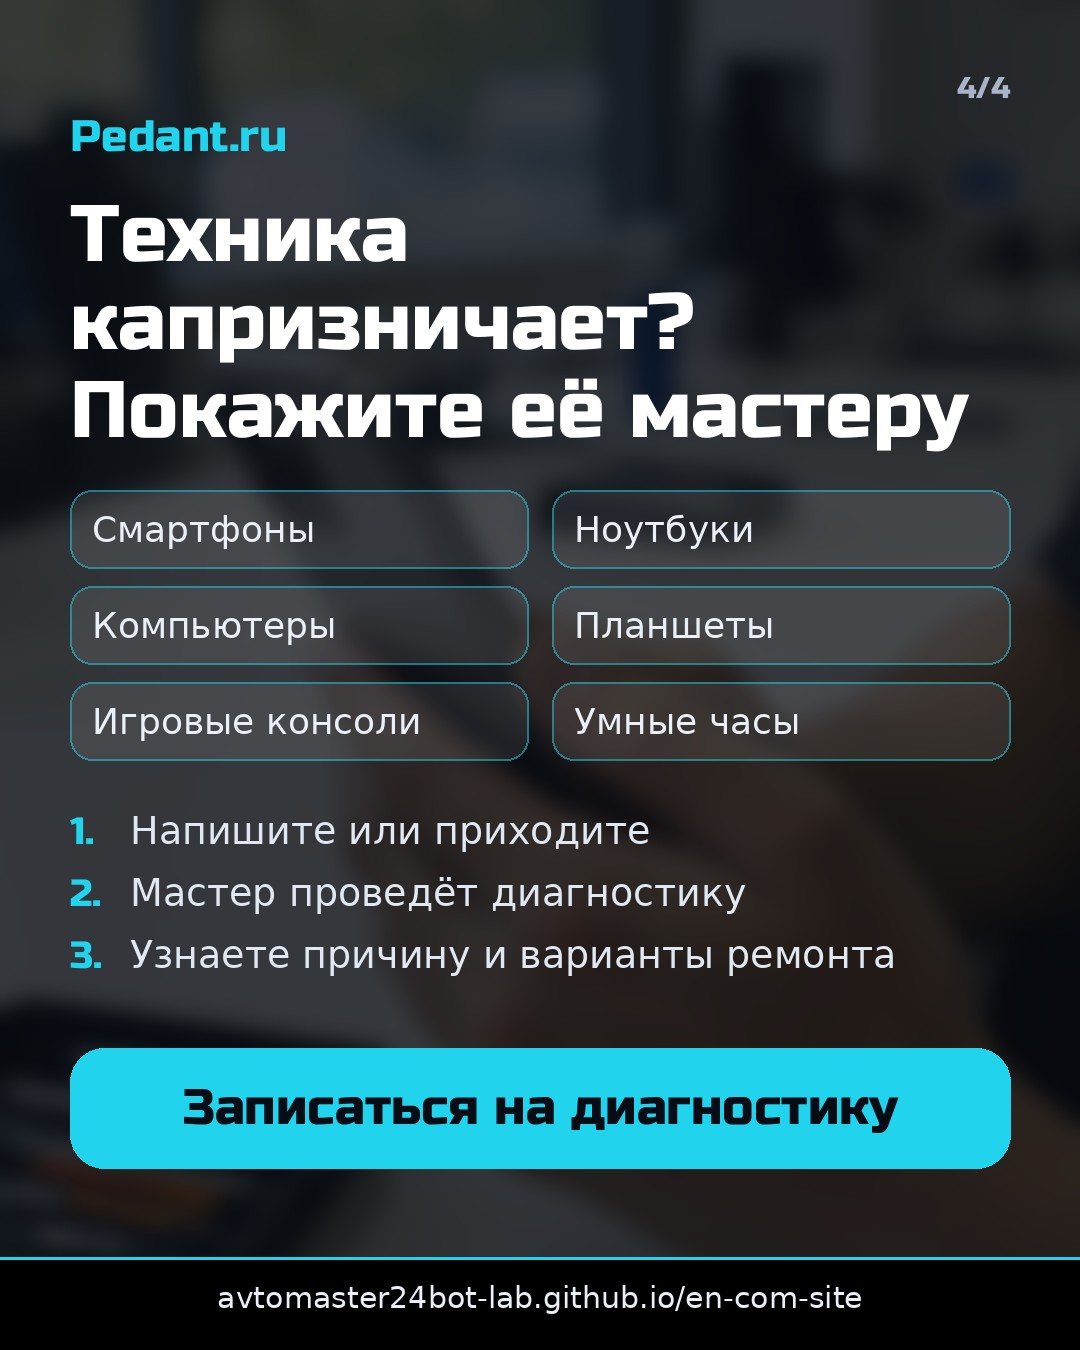 4/4
Pedant.ru
Техника
капризничает?
Покажите её мастеру
Смартфоны
Ноутбуки
Компьютеры
Планшеты
Игровые консоли
Умные часы
1. Напишите или приходите
2. Мастер проведёт диагностику
3. Узнаете причину и варианты ремонта
Записаться на диагностику
avtomaster24bot-lab.github.io/en-com-site